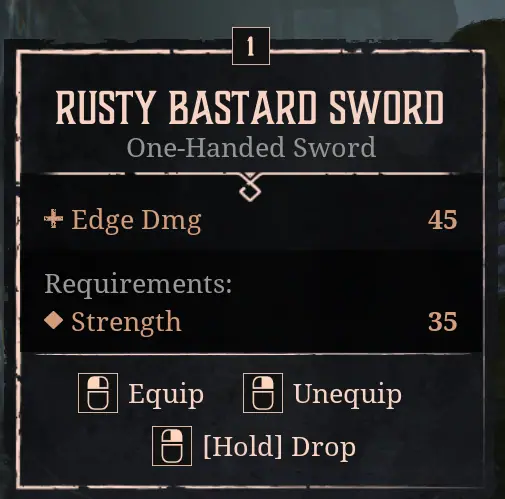 1
RUSTY BASTARD SWORD
One-Handed Sword
Edge Dmg 45
Requirements:
Strength 35
Equip Unequip
[Hold] Drop